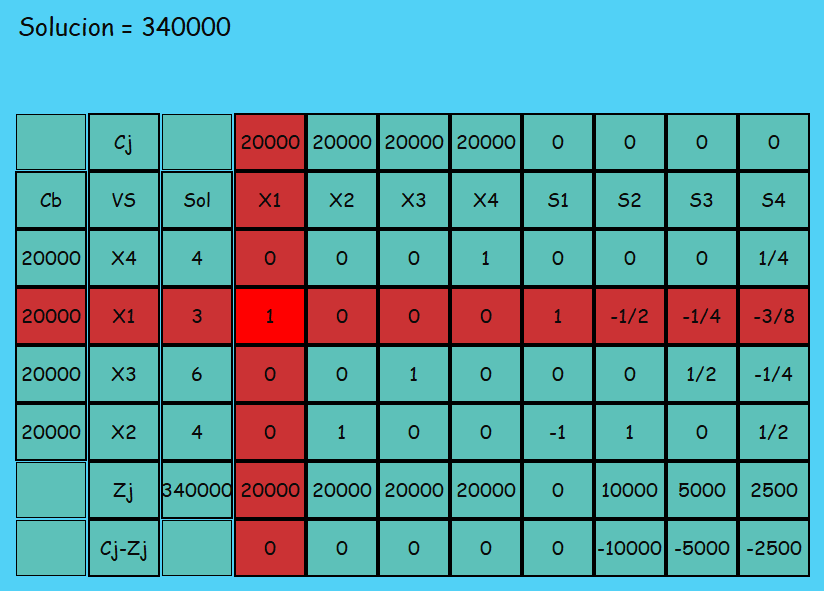 Solucion = 340000
Cj 20000 20000 20000 20000 0 0 0 0
Cb VS Sol X1 X2 X3 X4 S1 S2 S3 S4
20000 X4 4 0 0 0 1 0 0 0 1/4
20000 X1 3 1 0 0 0 1 -1/2 -1/4 -3/8
20000 X3 6 0 0 1 0 0 0 1/2 -1/4
20000 X2 4 0 1 0 0 -1 1 0 1/2
Zj 340000 20000 20000 20000 20000 0 10000 5000 2500
Cj-Zj 0 0 0 0 0 -10000 -5000 -2500